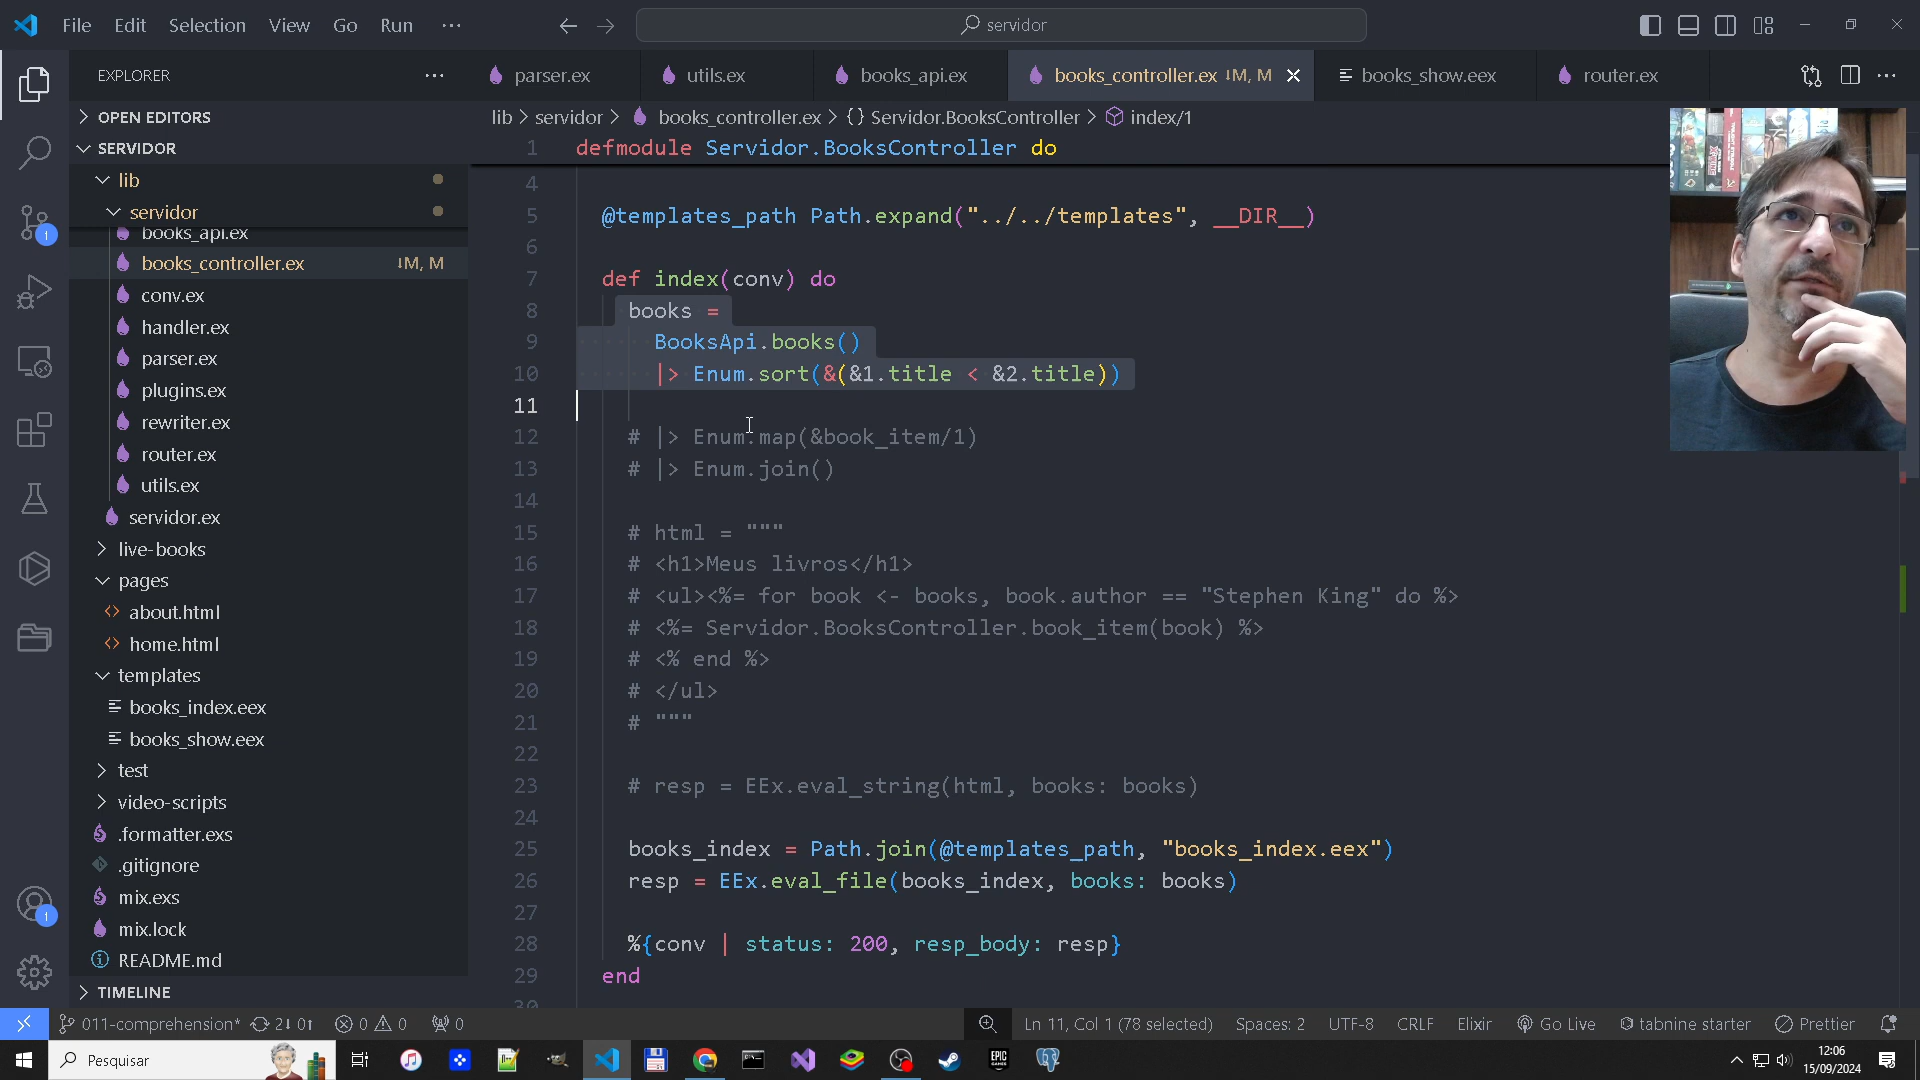 File Edit Selection View Go Run ···
servidor
EXPLORER ···
parser.ex utils.ex books_api.ex books_controller.ex ↓M, M books_show.eex router.ex
OPEN EDITORS
SERVIDOR
lib
servidor
books_api.ex
books_controller.ex ↓M, M
conv.ex
handler.ex
parser.ex
plugins.ex
rewriter.ex
router.ex
utils.ex
servidor.ex
live-books
pages
about.html
home.html
templates
books_index.eex
books_show.eex
test
video-scripts
.formatter.exs
.gitignore
mix.exs
mix.lock
README.md
TIMELINE
1
1
lib > servidor > books_controller.ex > {} Servidor.BooksController > index/1
1 defmodule Servidor.BooksController do
4
5 @templates_path Path.expand("../../templates", __DIR__)
6
7 def index(conv) do
8 books =
9 BooksApi.books()
10 |> Enum.sort(&(&1.title < &2.title))
11
12 # |> Enum.map(&book_item/1)
13 # |> Enum.join()
14
15 # html = """
16 # <h1>Meus livros</h1>
17 # <ul><%= for book <- books, book.author == "Stephen King" do %>
18 # <%= Servidor.BooksController.book_item(book) %>
19 # <% end %>
20 # </ul>
21 # """
22
23 # resp = EEx.eval_string(html, books: books)
24
25 books_index = Path.join(@templates_path, "books_index.eex")
26 resp = EEx.eval_file(books_index, books: books)
27
28 %{conv | status: 200, resp_body: resp}
29 end
30
011-comprehension* 2↓ 0↑ 0 0 0 Ln 11, Col 1 (78 selected) Spaces: 2 UTF-8 CRLF Elixir Go Live tabnine starter Prettier
Pesquisar
EPIC GAMES
12:06
15/09/2024